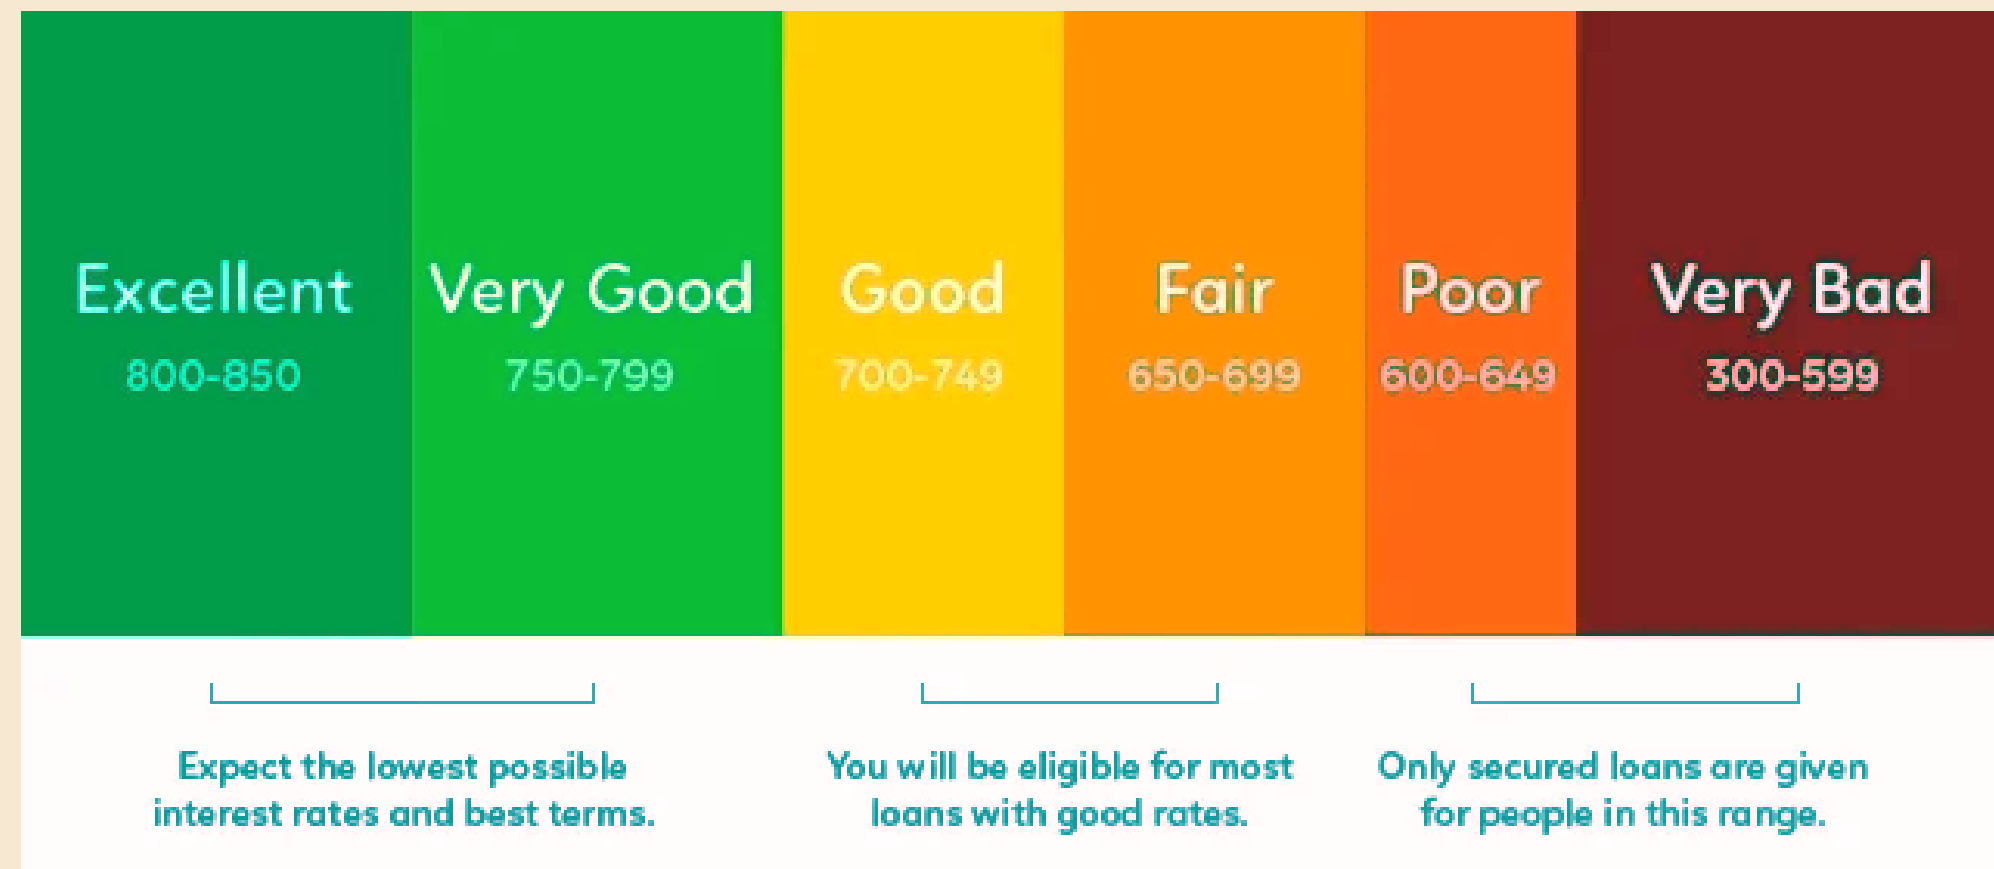 Excellent
800-850
Very Good
750-799
Good
700-749
Fair
650-699
Poor
600-649
Very Bad
300-599
Expect the lowest possible
interest rates and best terms.
You will be eligible for most
loans with good rates.
Only secured loans are given
for people in this range.